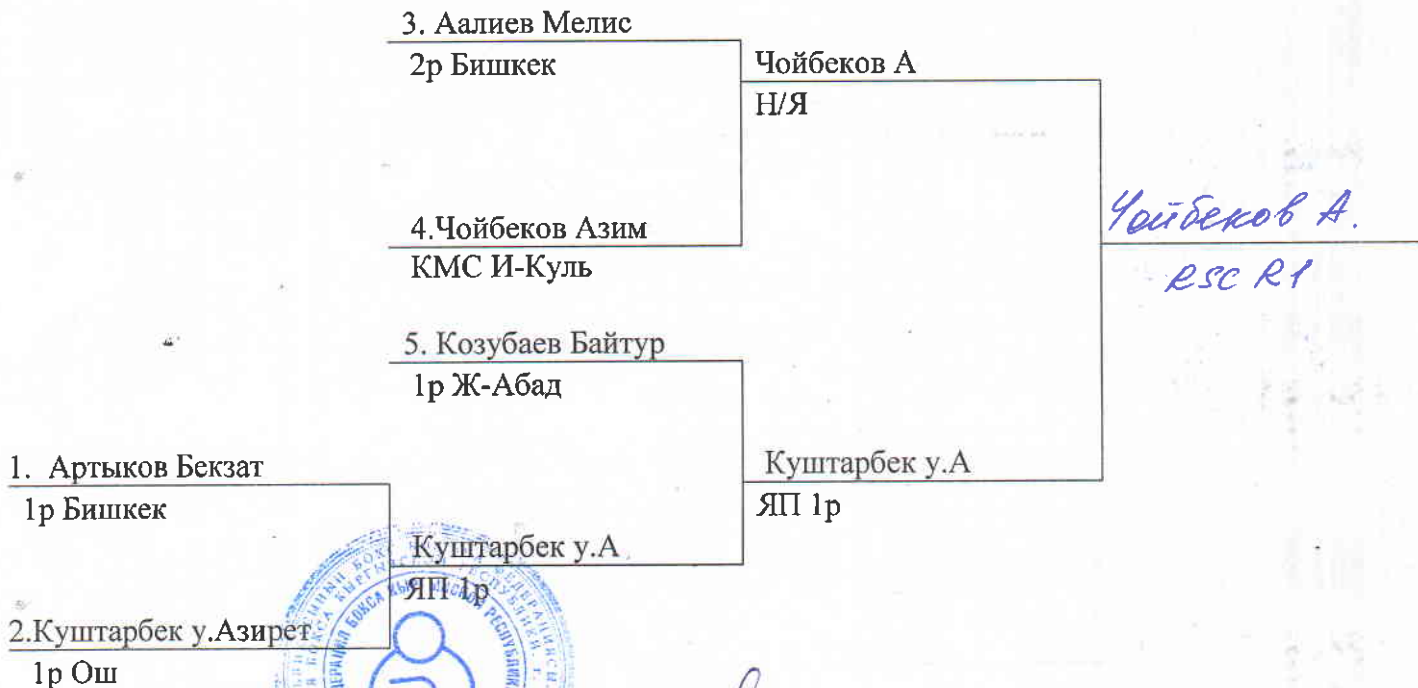 3. Аалиев Мелис
2р Бишкек
Чойбеков А
Н/Я
4.Чойбеков Азим
КМС И-Куль
Чойбеков А.
RSC R1
5. Козубаев Байтур
1р Ж-Абад
1. Артыков Бекзат
1р Бишкек
Куштарбек у.А
ЯП 1р
Куштарбек у.А
ЯП 1р
2.Куштарбек у.Азирет
1р Ош